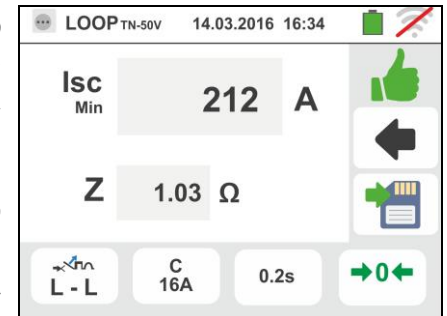 LOOP TN-50V 14.03.2016 16:34
Isc
Min
212 A
Z 1.03 Ω
L - L
C
16A
0.2s
0